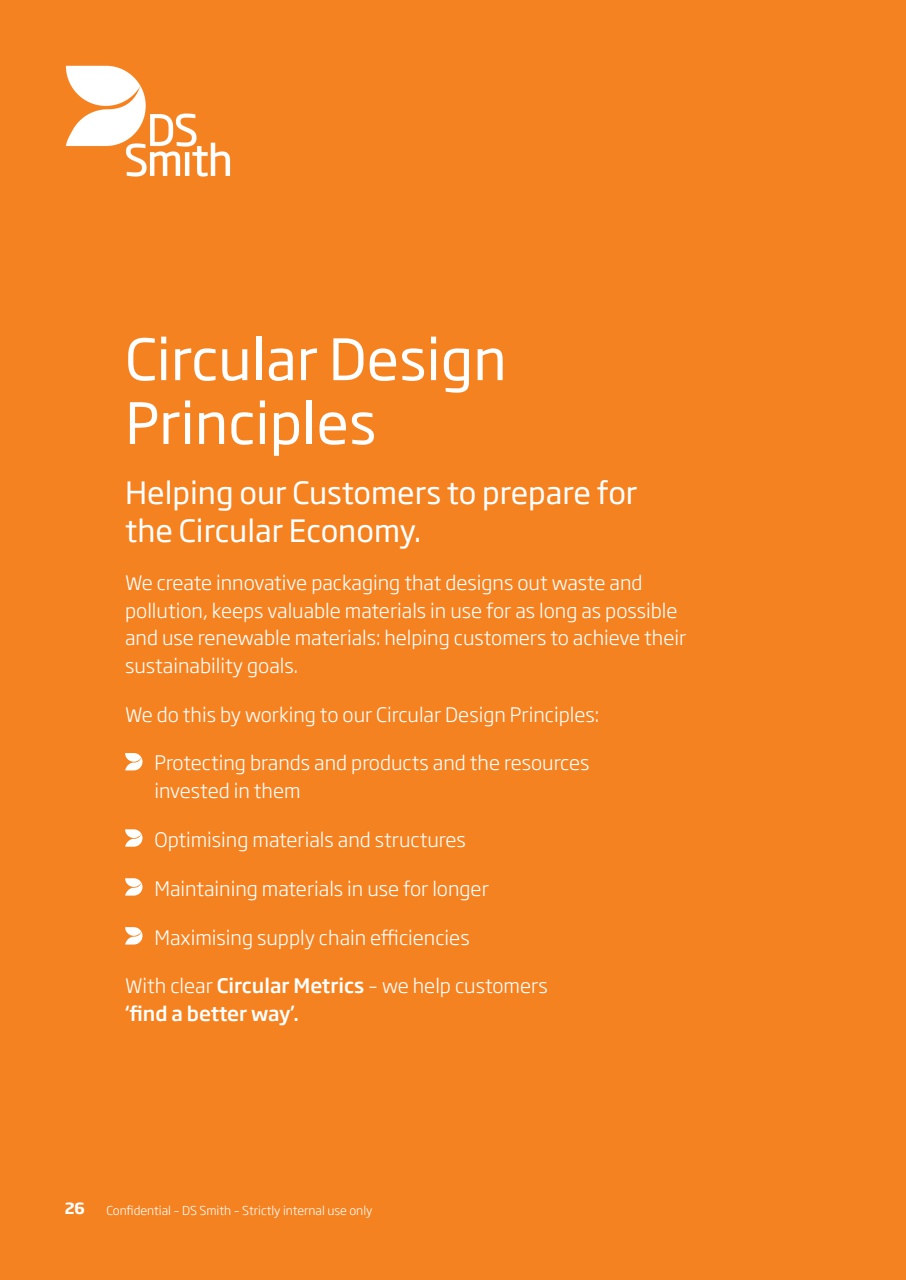 DS
Smith
Circular Design
Principles
Helping our Customers to prepare for
the Circular Economy.
We create innovative packaging that designs out waste and
pollution, keeps valuable materials in use for as long as possible
and use renewable materials: helping customers to achieve their
sustainability goals.
We do this by working to our Circular Design Principles:
Protecting brands and products and the resources
invested in them
Optimising materials and structures
Maintaining materials in use for longer
Maximising supply chain efficiencies
With clear Circular Metrics – we help customers
‘find a better way’.
26 Confidential – DS Smith – Strictly internal use only